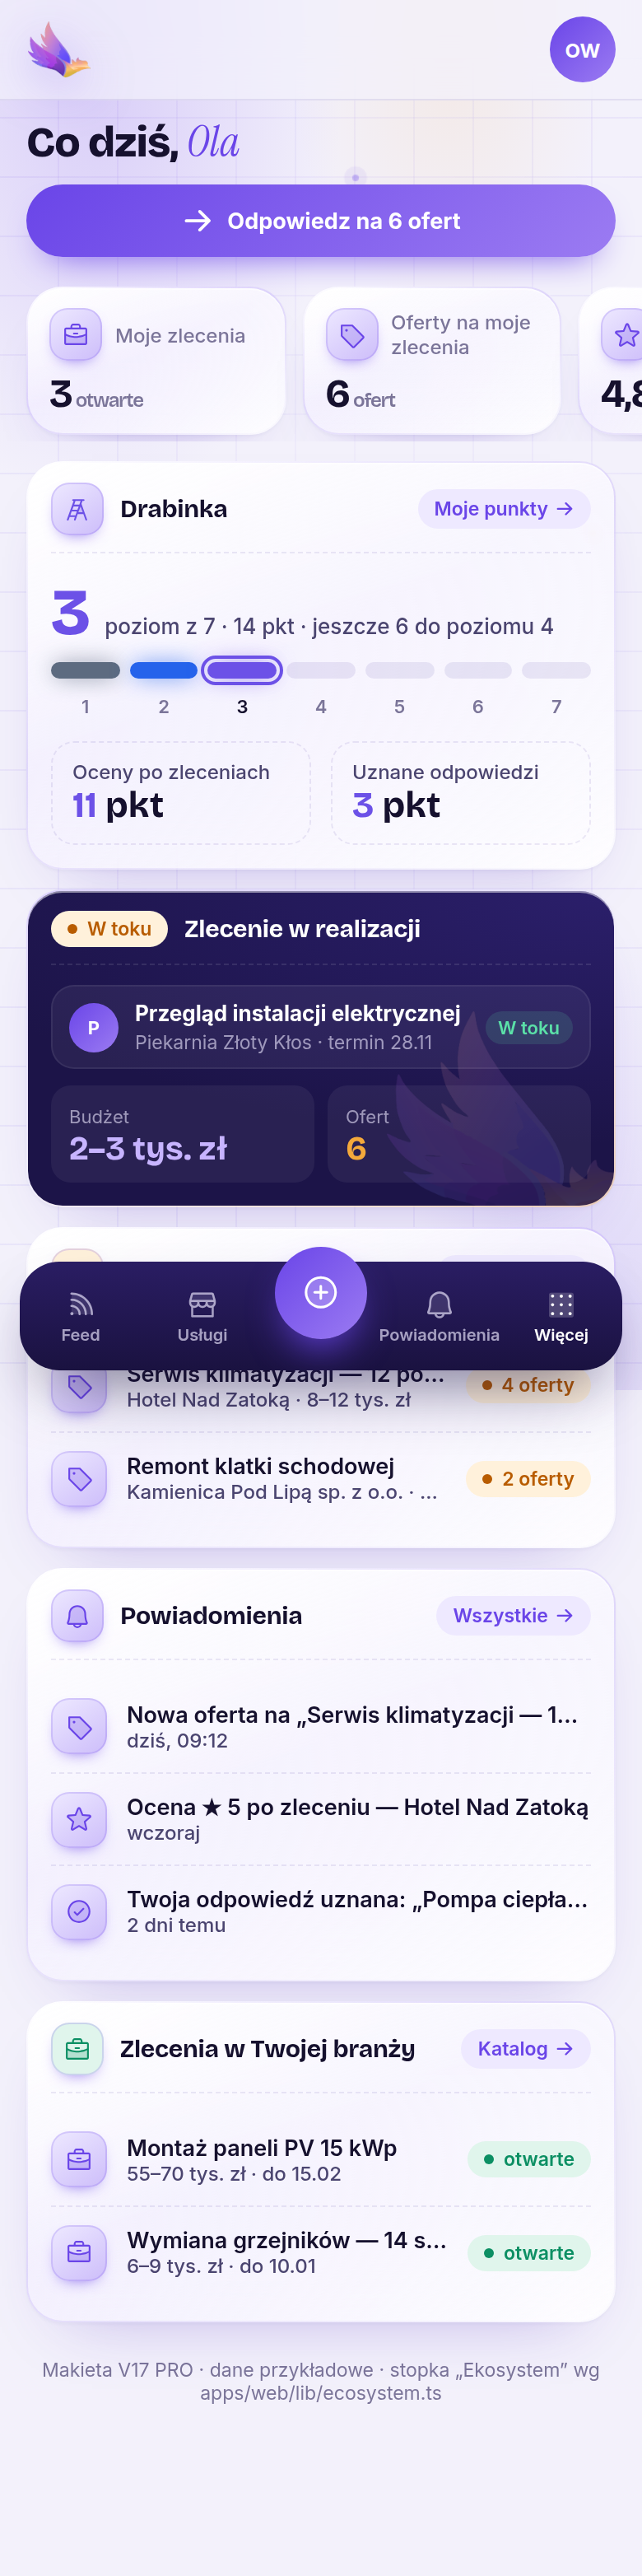 OW
Co dziś, Ola
→ Odpowiedz na 6 ofert
Moje zlecenia
3 otwarte
Oferty na moje
zlecenia
6 ofert
4,8
Drabinka
Moje punkty →
3 poziom z 7 · 14 pkt · jeszcze 6 do poziomu 4
1 2 3 4 5 6 7
Oceny po zleceniach
11 pkt
Uznane odpowiedzi
3 pkt
W toku
Zlecenie w realizacji
P
Przegląd instalacji elektrycznej
Piekarnia Złoty Kłos · termin 28.11
W toku
Budżet
2–3 tys. zł
Ofert
6
Feed
Usługi
Powiadomienia
Więcej
Serwis klimatyzacji — 12 po...
Hotel Nad Zatoką · 8–12 tys. zł
4 oferty
Remont klatki schodowej
Kamienica Pod Lipą sp. z o.o. · ...
2 oferty
Powiadomienia
Wszystkie →
Nowa oferta na „Serwis klimatyzacji — 1...
dziś, 09:12
Ocena ★ 5 po zleceniu — Hotel Nad Zatoką
wczoraj
Twoja odpowiedź uznana: „Pompa ciepła...
2 dni temu
Zlecenia w Twojej branży
Katalog →
Montaż paneli PV 15 kWp
55–70 tys. zł · do 15.02
otwarte
Wymiana grzejników — 14 s...
6–9 tys. zł · do 10.01
otwarte
Makieta V17 PRO · dane przykładowe · stopka „Ekosystem” wg
apps/web/lib/ecosystem.ts